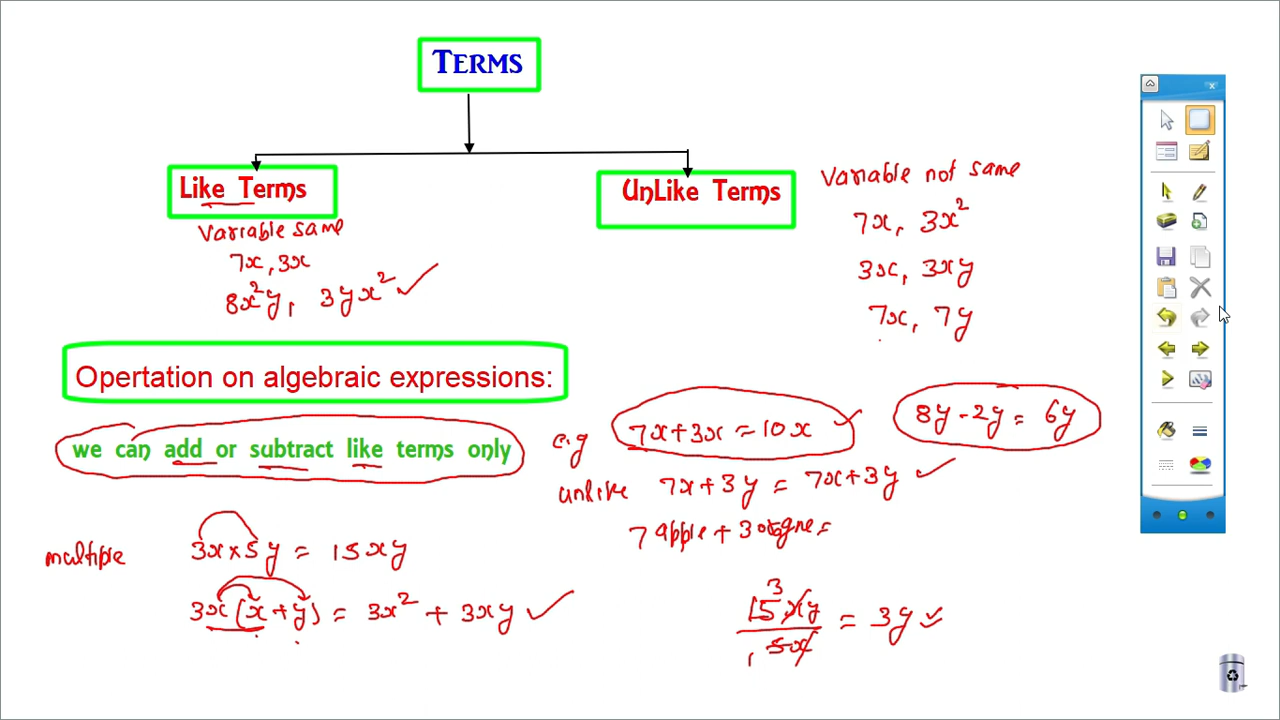 TERMS
Like Terms
UnLike Terms
Variable same
7x, 3x
8x²y, 3yx²
Variable not same
7x, 3x²
3x, 3xy
7x, 7y
Opertation on algebraic expressions:
we can add or subtract like terms only
e.g 7x+3x = 10x
8y - 2y = 6y
unlike 7x+3y = 7x+3y
7 apple + 3 =
multiple 3x × 5y = 15xy
3x(x+y) = 3x² + 3xy
3
15xy / 5x = 3y
1